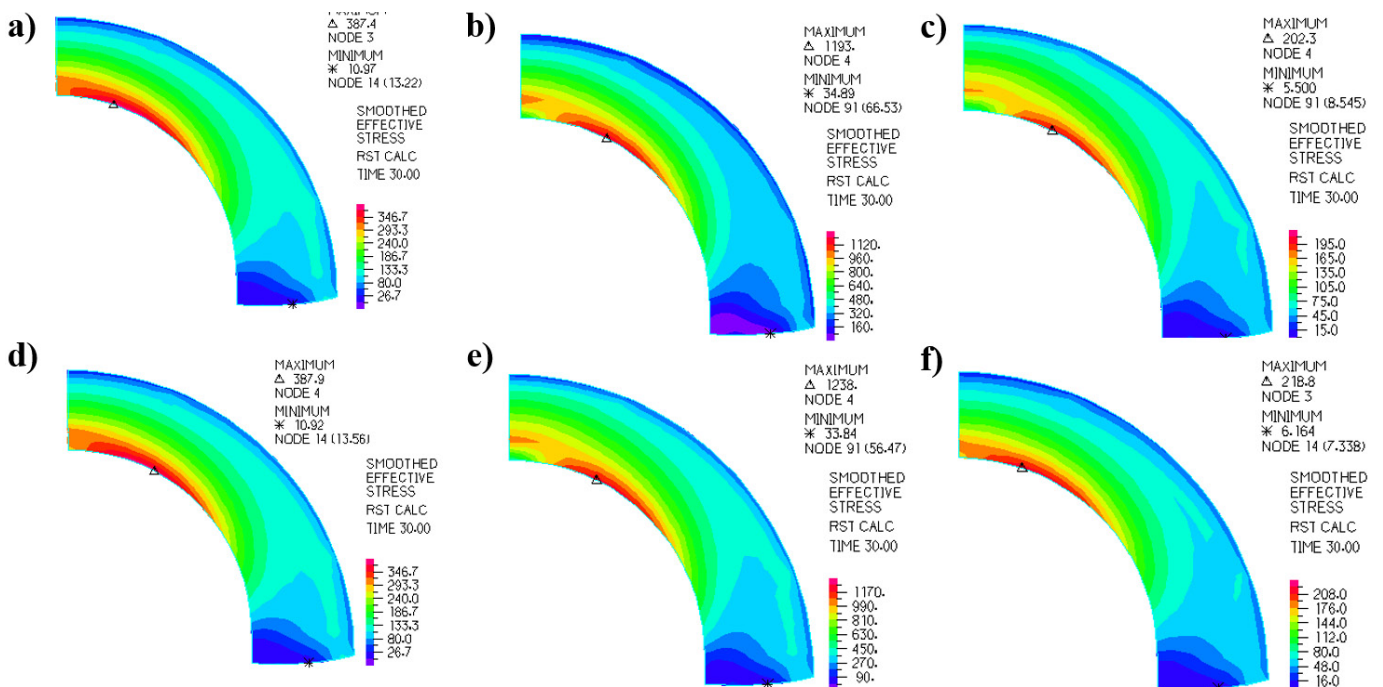 a)
MAXIMUM
△ 387.4
NODE 3
MINIMUM
* 10.97
NODE 14 (13.22)
SMOOTHED
EFFECTIVE
STRESS
RST CALC
TIME 30.00
346.7
293.3
240.0
186.7
133.3
80.0
26.7
b)
MAXIMUM
△ 1193.
NODE 4
MINIMUM
* 34.89
NODE 91 (66.53)
SMOOTHED
EFFECTIVE
STRESS
RST CALC
TIME 30.00
1120.
960.
800.
640.
480.
320.
160.
c)
MAXIMUM
△ 202.3
NODE 4
MINIMUM
* 5.500
NODE 91 (8.545)
SMOOTHED
EFFECTIVE
STRESS
RST CALC
TIME 30.00
195.0
165.0
135.0
105.0
75.0
45.0
15.0
d)
MAXIMUM
△ 387.9
NODE 4
MINIMUM
* 10.92
NODE 14 (13.56)
SMOOTHED
EFFECTIVE
STRESS
RST CALC
TIME 30.00
346.7
293.3
240.0
186.7
133.3
80.0
26.7
e)
MAXIMUM
△ 1238.
NODE 4
MINIMUM
* 33.84
NODE 91 (56.47)
SMOOTHED
EFFECTIVE
STRESS
RST CALC
TIME 30.00
1170.
990.
810.
630.
450.
270.
90.
f)
MAXIMUM
△ 218.8
NODE 3
MINIMUM
* 6.164
NODE 14 (7.338)
SMOOTHED
EFFECTIVE
STRESS
RST CALC
TIME 30.00
208.0
176.0
144.0
112.0
80.0
48.0
16.0